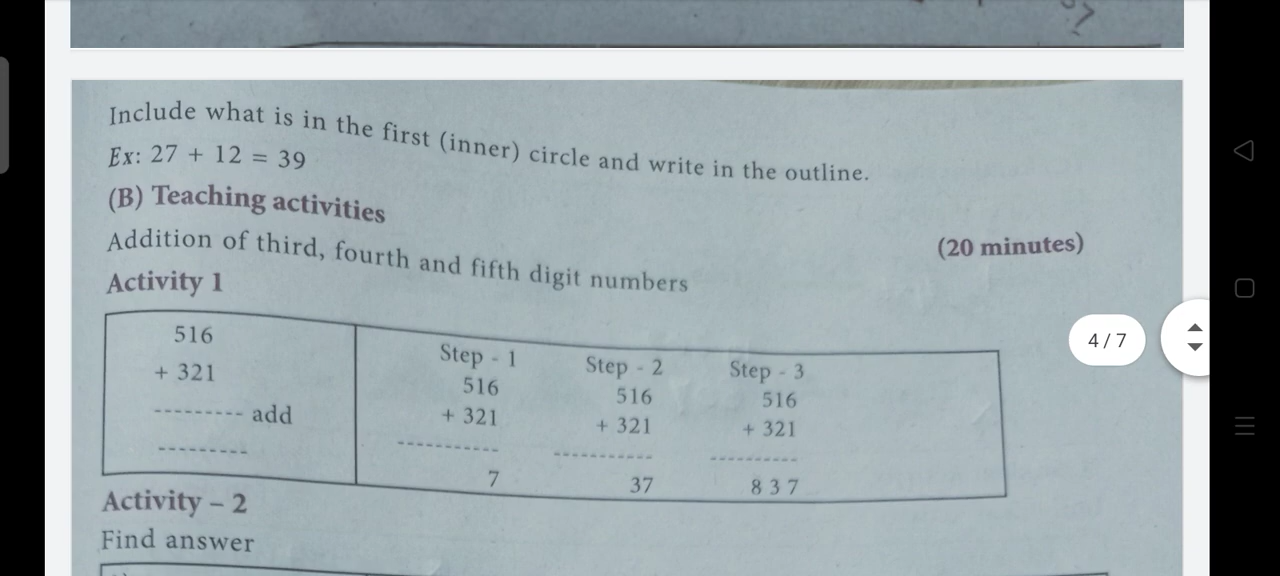 Include what is in the first (inner) circle and write in the outline.
Ex: 27 + 12 = 39
(B) Teaching activities
(20 minutes)
Addition of third, fourth and fifth digit numbers
Activity 1
516
+ 321
--------- add
---------
Step - 1 Step - 2 Step - 3
516 516 516
+ 321 + 321 + 321
----------- ----------- ----------
7 37 8 3 7
4 / 7
Activity – 2
Find answer